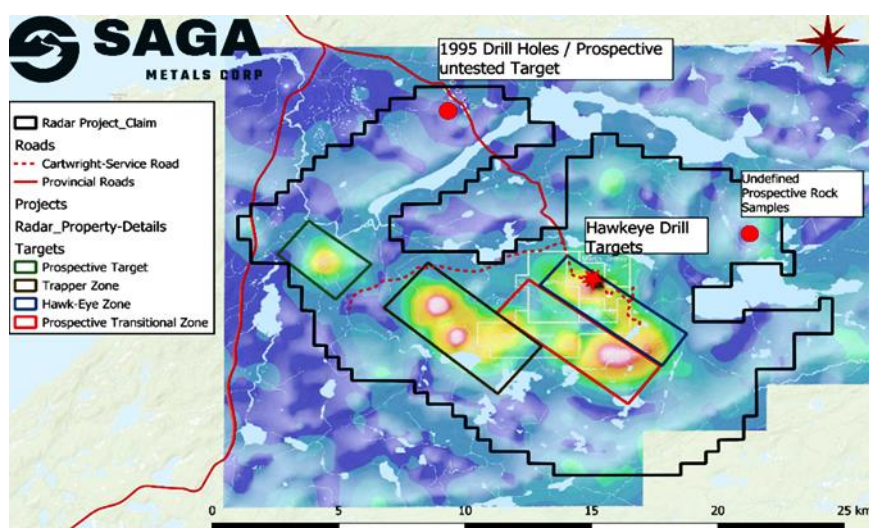 SAGA
METALS CORP
1995 Drill Holes / Prospective
untested Target
Radar Project_Claim
Roads
Cartwright-Service Road
Provincial Roads
Projects
Radar_Property-Details
Targets
Prospective Target
Trapper Zone
Hawk-Eye Zone
Prospective Transitional Zone
Undefined
Prospective Rock
Samples
Hawkeye Drill
Targets
0 5 10 15 20 25 km